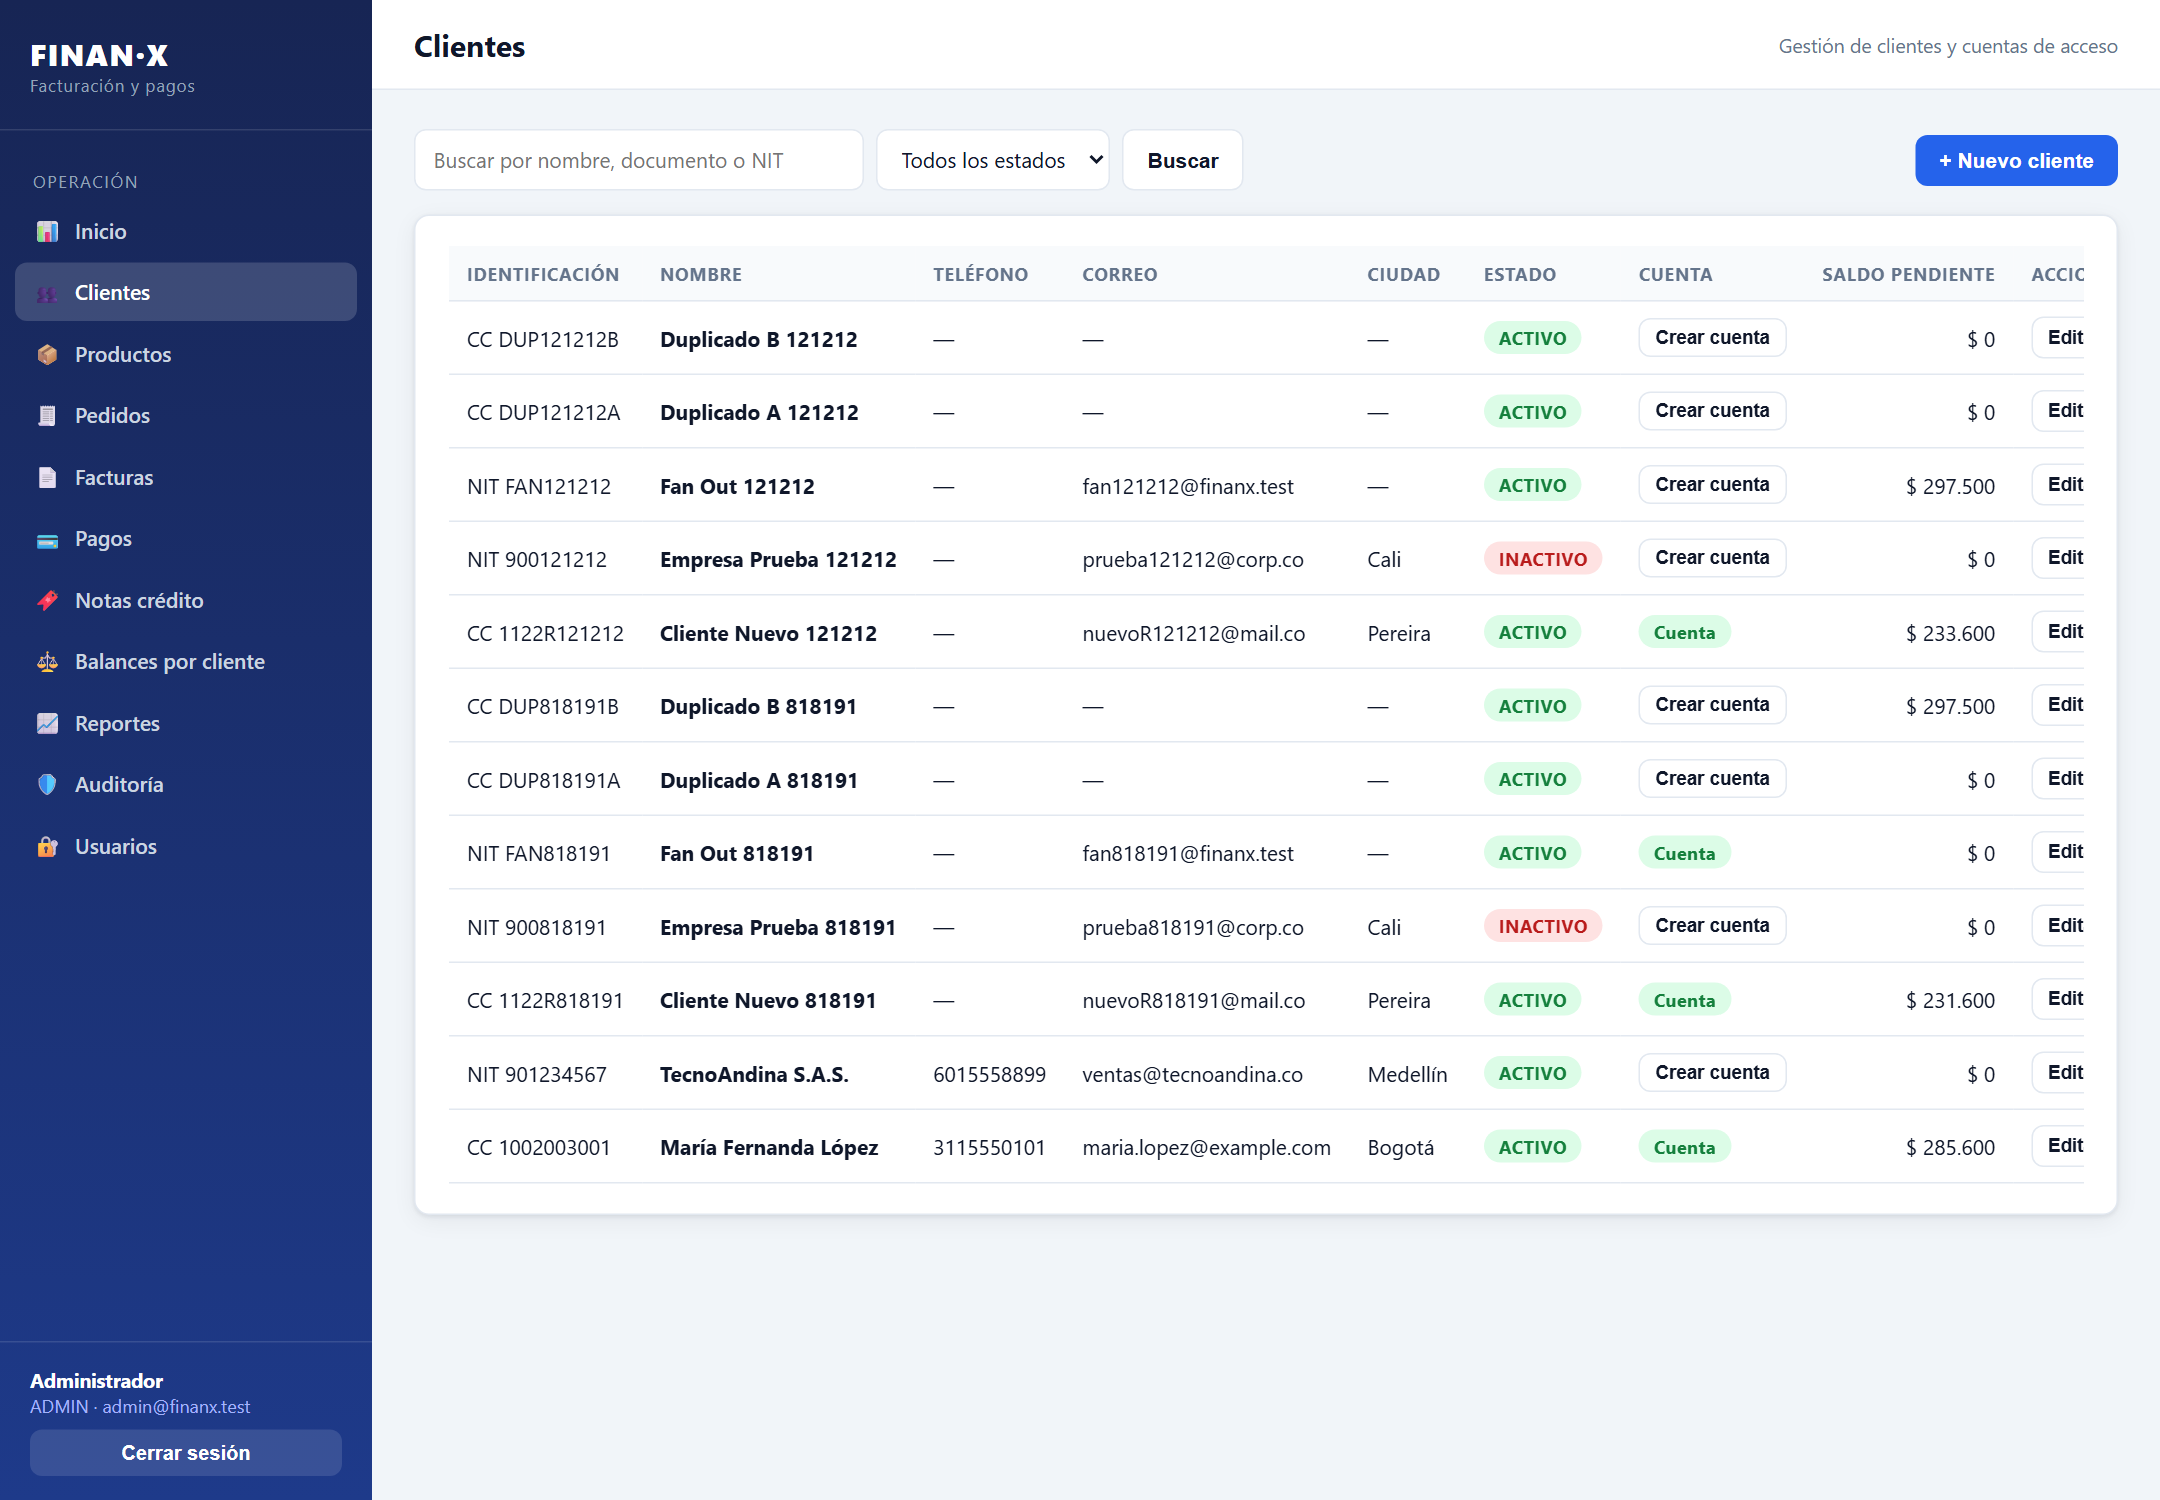 FINAN·X
Facturación y pagos
OPERACIÓN
Inicio
Clientes
Productos
Pedidos
Facturas
Pagos
Notas crédito
Balances por cliente
Reportes
Auditoría
Usuarios
Administrador
ADMIN · admin@finanx.test
Cerrar sesión
Clientes
Gestión de clientes y cuentas de acceso
Buscar por nombre, documento o NIT
Todos los estados
Buscar
+ Nuevo cliente
IDENTIFICACIÓN NOMBRE TELÉFONO CORREO CIUDAD ESTADO CUENTA SALDO PENDIENTE ACCIO
CC DUP121212B Duplicado B 121212 — — — ACTIVO Crear cuenta $ 0 Edit
CC DUP121212A Duplicado A 121212 — — — ACTIVO Crear cuenta $ 0 Edit
NIT FAN121212 Fan Out 121212 — fan121212@finanx.test — ACTIVO Crear cuenta $ 297.500 Edit
NIT 900121212 Empresa Prueba 121212 — prueba121212@corp.co Cali INACTIVO Crear cuenta $ 0 Edit
CC 1122R121212 Cliente Nuevo 121212 — nuevoR121212@mail.co Pereira ACTIVO Cuenta $ 233.600 Edit
CC DUP818191B Duplicado B 818191 — — — ACTIVO Crear cuenta $ 297.500 Edit
CC DUP818191A Duplicado A 818191 — — — ACTIVO Crear cuenta $ 0 Edit
NIT FAN818191 Fan Out 818191 — fan818191@finanx.test — ACTIVO Cuenta $ 0 Edit
NIT 900818191 Empresa Prueba 818191 — prueba818191@corp.co Cali INACTIVO Crear cuenta $ 0 Edit
CC 1122R818191 Cliente Nuevo 818191 — nuevoR818191@mail.co Pereira ACTIVO Cuenta $ 231.600 Edit
NIT 901234567 TecnoAndina S.A.S. 6015558899 ventas@tecnoandina.co Medellín ACTIVO Crear cuenta $ 0 Edit
CC 1002003001 María Fernanda López 3115550101 maria.lopez@example.com Bogotá ACTIVO Cuenta $ 285.600 Edit